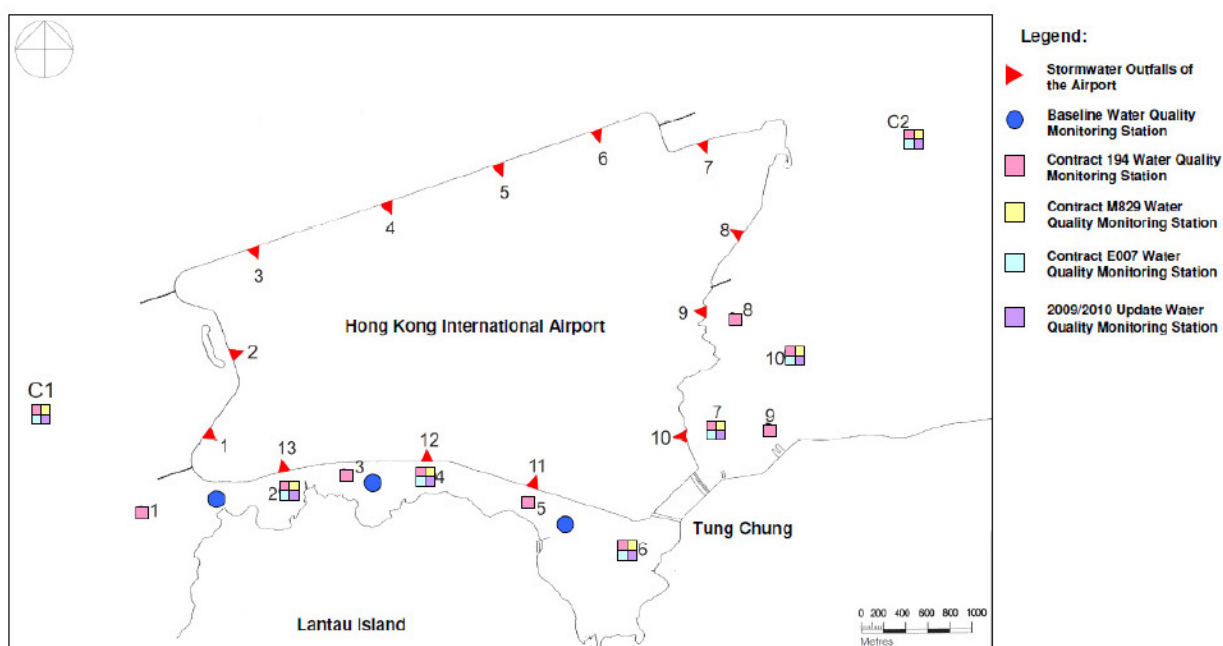 Legend:
Stormwater Outfalls of
the Airport
Baseline Water Quality
Monitoring Station
Contract 194 Water Quality
Monitoring Station
Contract M829 Water
Quality Monitoring Station
Contract E007 Water
Quality Monitoring Station
2009/2010 Update Water
Quality Monitoring Station
C2
6
7
5
4
8
3
9
8
Hong Kong International Airport
2
10
C1
7
9
1
10
13
12
3
11
2
4
5
1
Tung Chung
6
Lantau Island
0 200 400 600 800 1000
Metres